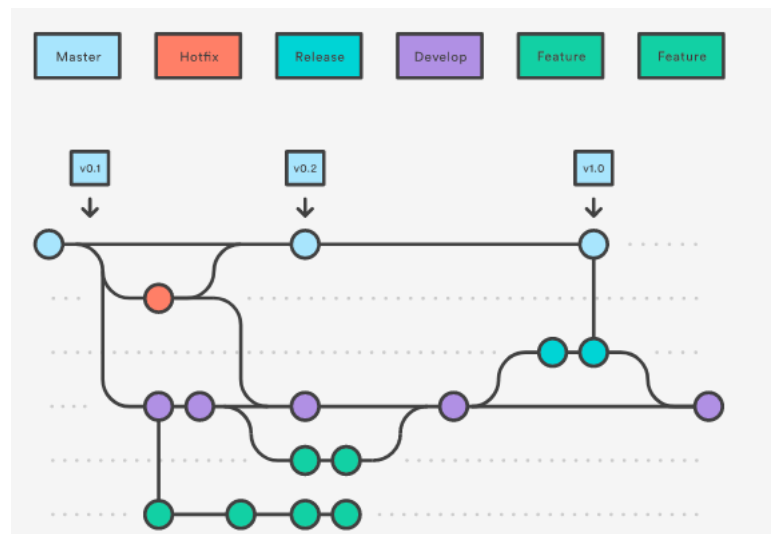 Master
Hotfix
Release
Develop
Feature
Feature
v0.1
v0.2
v1.0